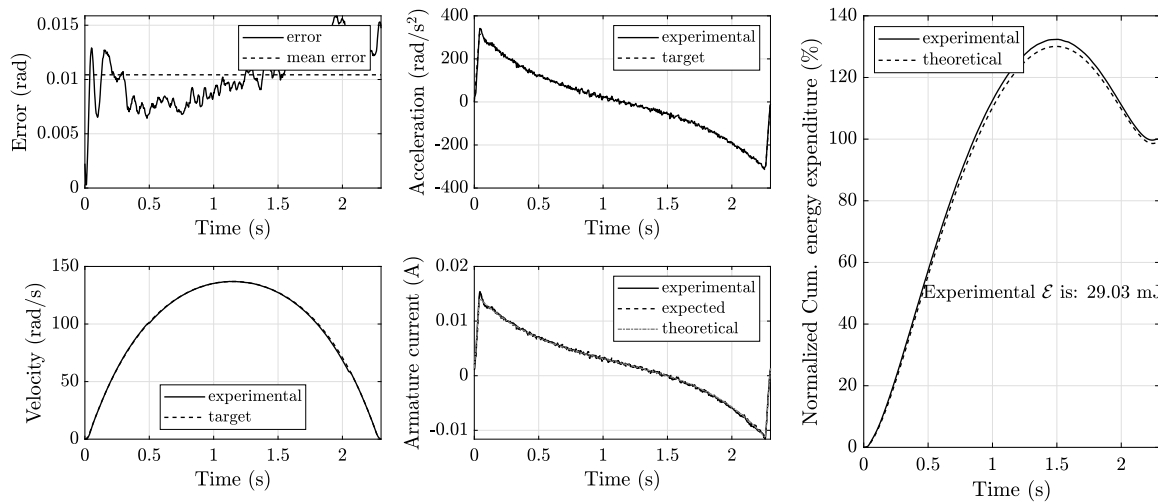 0.015
0.01
0.005
0
Error (rad)
error
mean error
0
0.5
1
1.5
2
Time (s)
400
200
0
-200
-400
Acceleration (rad/s²)
experimental
target
0
0.5
1
1.5
2
Time (s)
150
100
50
0
Velocity (rad/s)
experimental
target
0
0.5
1
1.5
2
Time (s)
0.02
0.01
0
-0.01
Armature current (A)
experimental
expected
theoretical
0
0.5
1
1.5
2
Time (s)
140
120
100
80
60
40
20
0
Normalized Cum. energy expenditure (%)
experimental
theoretical
Experimental ℰ is: 29.03 mJ
0
0.5
1
1.5
2
Time (s)